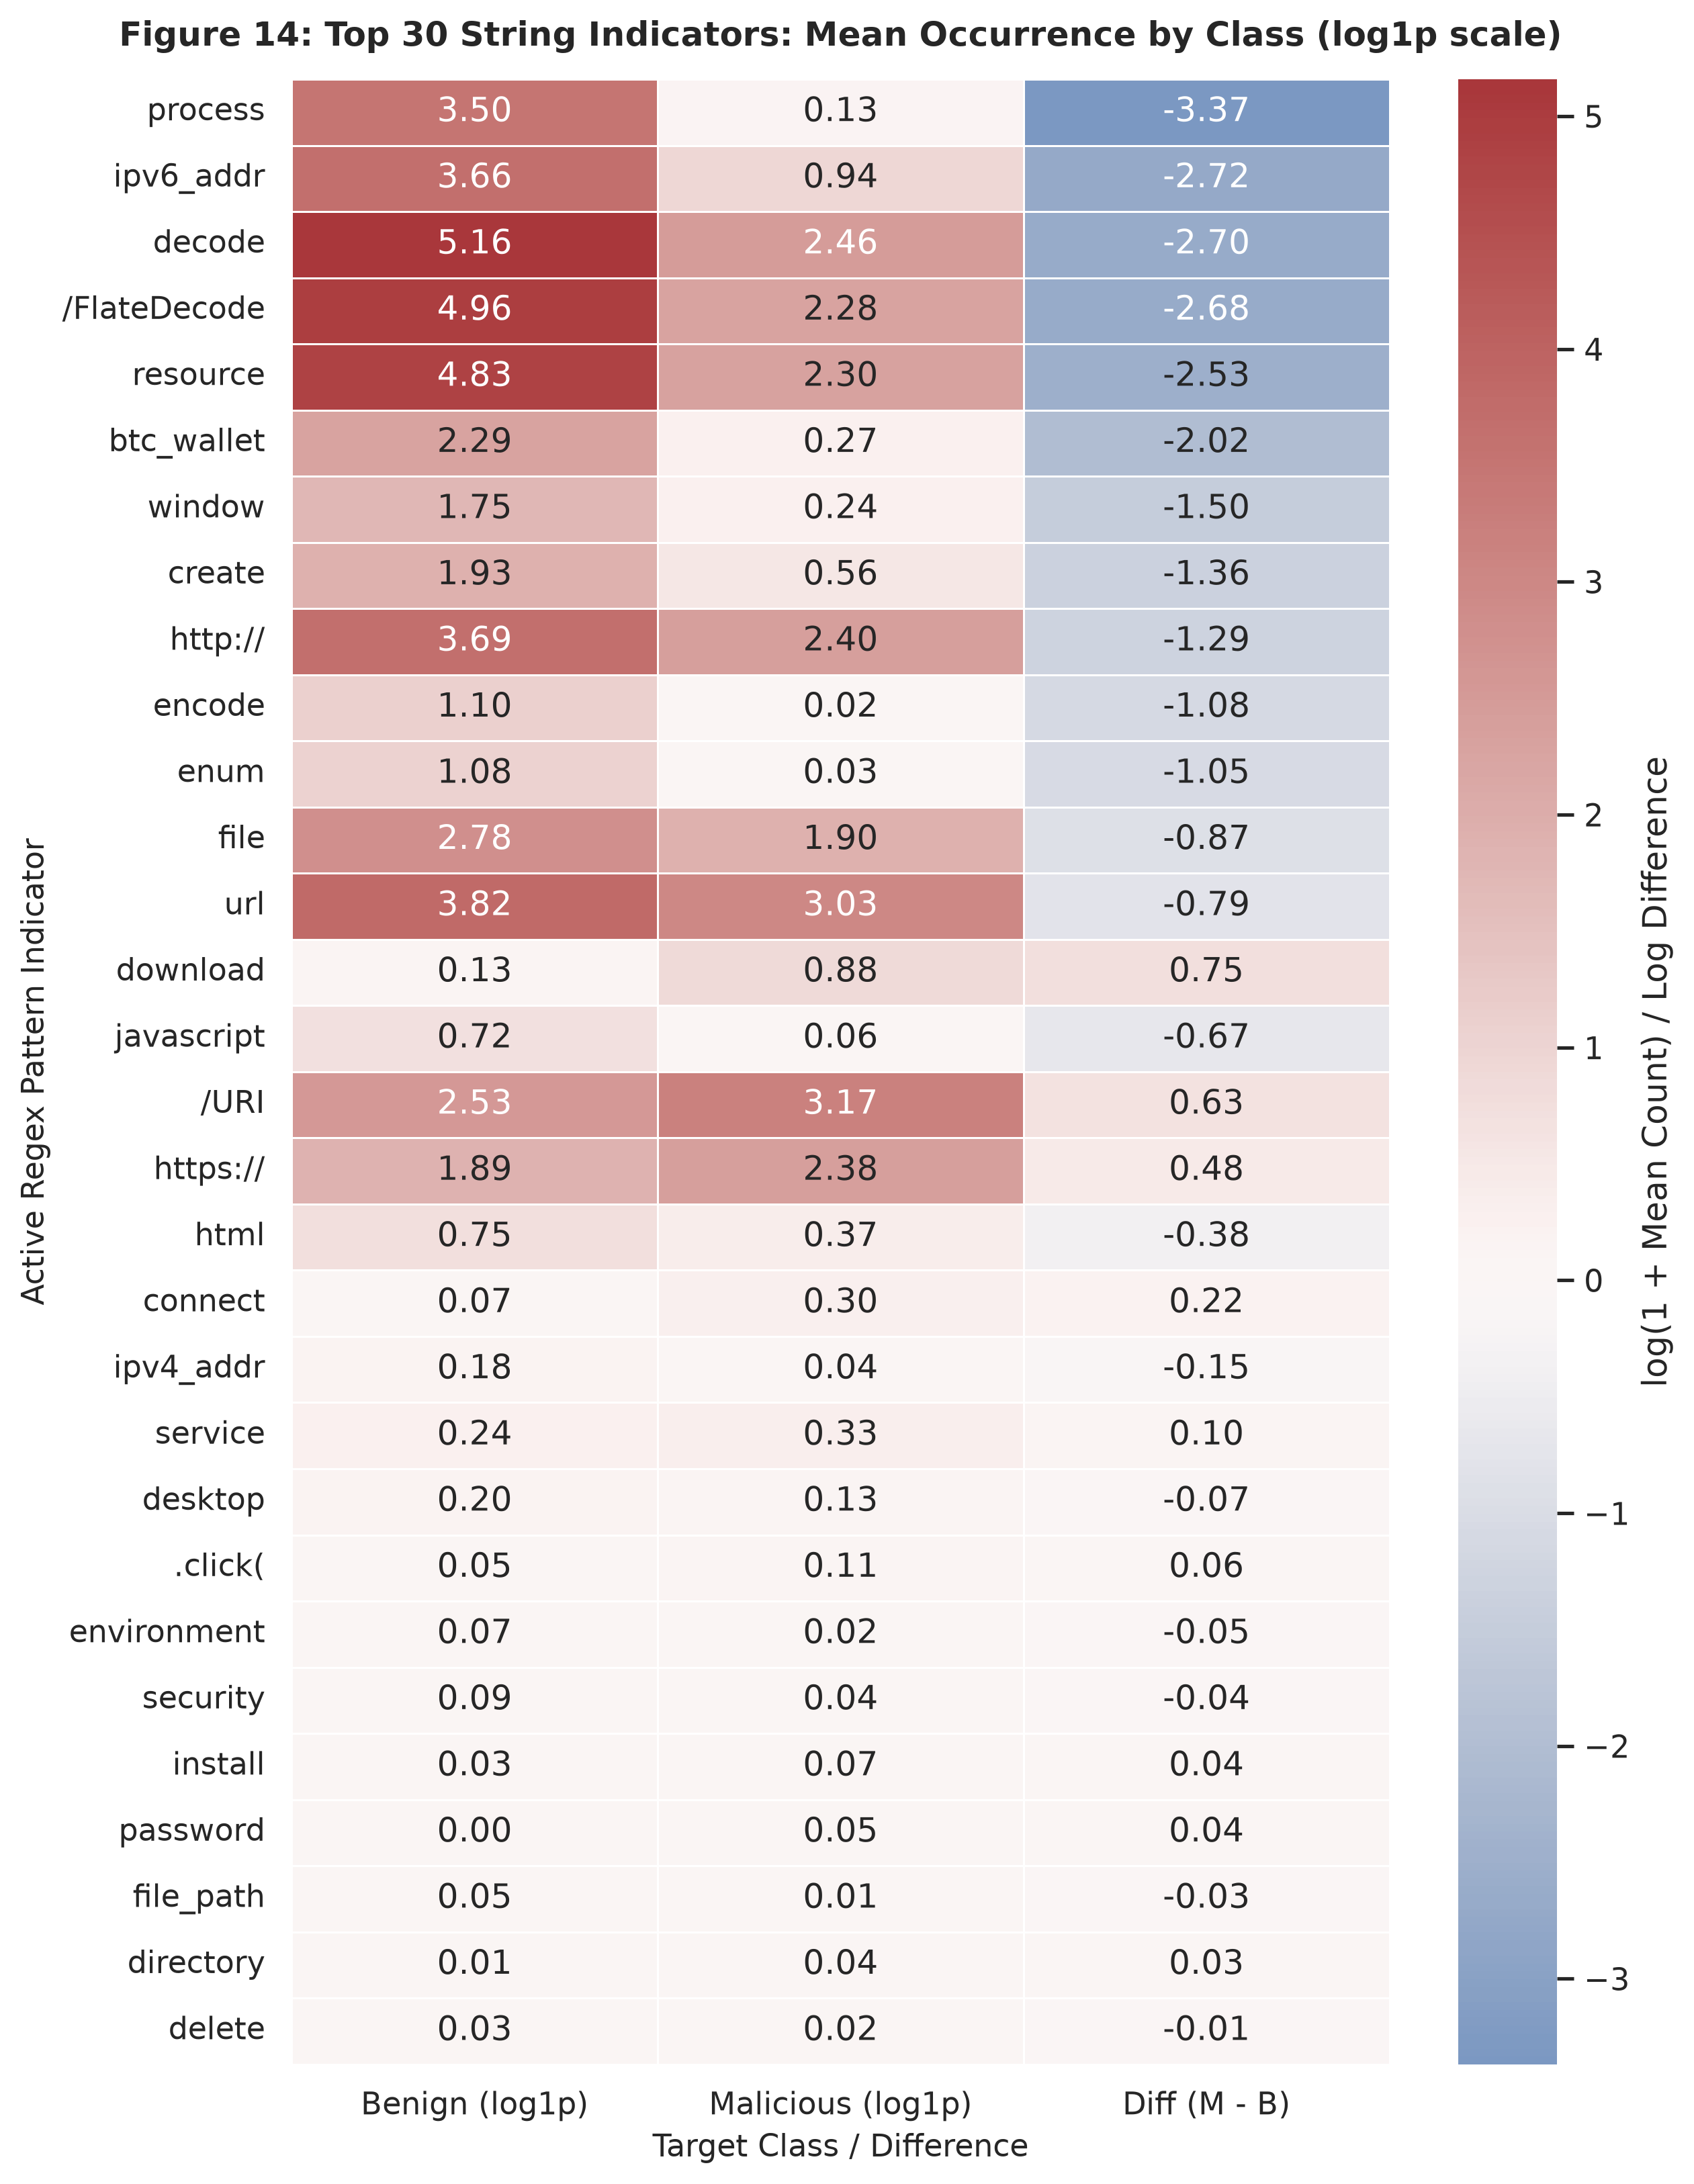 Figure 14: Top 30 String Indicators: Mean Occurrence by Class (log1p scale)
process 3.50 0.13 -3.37
ipv6_addr 3.66 0.94 -2.72
decode 5.16 2.46 -2.70
/FlateDecode 4.96 2.28 -2.68
resource 4.83 2.30 -2.53
btc_wallet 2.29 0.27 -2.02
window 1.75 0.24 -1.50
create 1.93 0.56 -1.36
http:// 3.69 2.40 -1.29
encode 1.10 0.02 -1.08
enum 1.08 0.03 -1.05
file 2.78 1.90 -0.87
url 3.82 3.03 -0.79
download 0.13 0.88 0.75
javascript 0.72 0.06 -0.67
/URI 2.53 3.17 0.63
https:// 1.89 2.38 0.48
html 0.75 0.37 -0.38
connect 0.07 0.30 0.22
ipv4_addr 0.18 0.04 -0.15
service 0.24 0.33 0.10
desktop 0.20 0.13 -0.07
.click( 0.05 0.11 0.06
environment 0.07 0.02 -0.05
security 0.09 0.04 -0.04
install 0.03 0.07 0.04
password 0.00 0.05 0.04
file_path 0.05 0.01 -0.03
directory 0.01 0.04 0.03
delete 0.03 0.02 -0.01
Benign (log1p) Malicious (log1p) Diff (M - B)
Target Class / Difference
Active Regex Pattern Indicator
5
4
3
2
1
0
−1
−2
−3
log(1 + Mean Count) / Log Difference